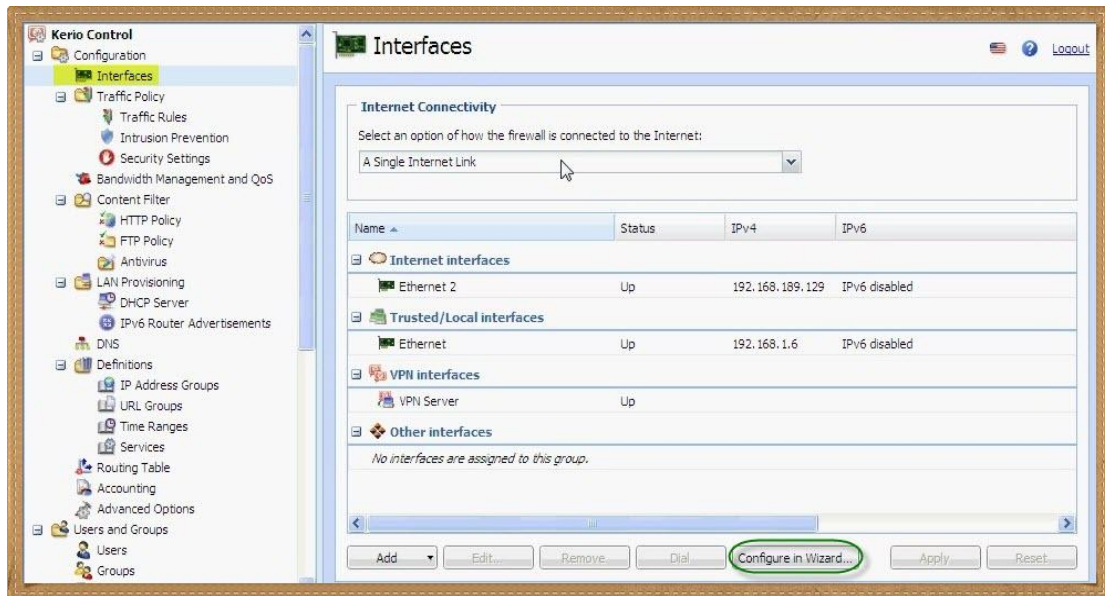 Kerio Control
Configuration
Interfaces
Traffic Policy
Traffic Rules
Intrusion Prevention
Security Settings
Bandwidth Management and QoS
Content Filter
HTTP Policy
FTP Policy
Antivirus
LAN Provisioning
DHCP Server
IPv6 Router Advertisements
DNS
Definitions
IP Address Groups
URL Groups
Time Ranges
Services
Routing Table
Accounting
Advanced Options
Users and Groups
Users
Groups
Interfaces
Logout
Internet Connectivity
Select an option of how the firewall is connected to the Internet:
A Single Internet Link
Name Status IPv4 IPv6
Internet interfaces
Ethernet 2 Up 192.168.189.129 IPv6 disabled
Trusted/Local interfaces
Ethernet Up 192.168.1.6 IPv6 disabled
VPN interfaces
VPN Server Up
Other interfaces
No interfaces are assigned to this group.
Add Edit... Remove Dial Configure in Wizard... Apply Reset